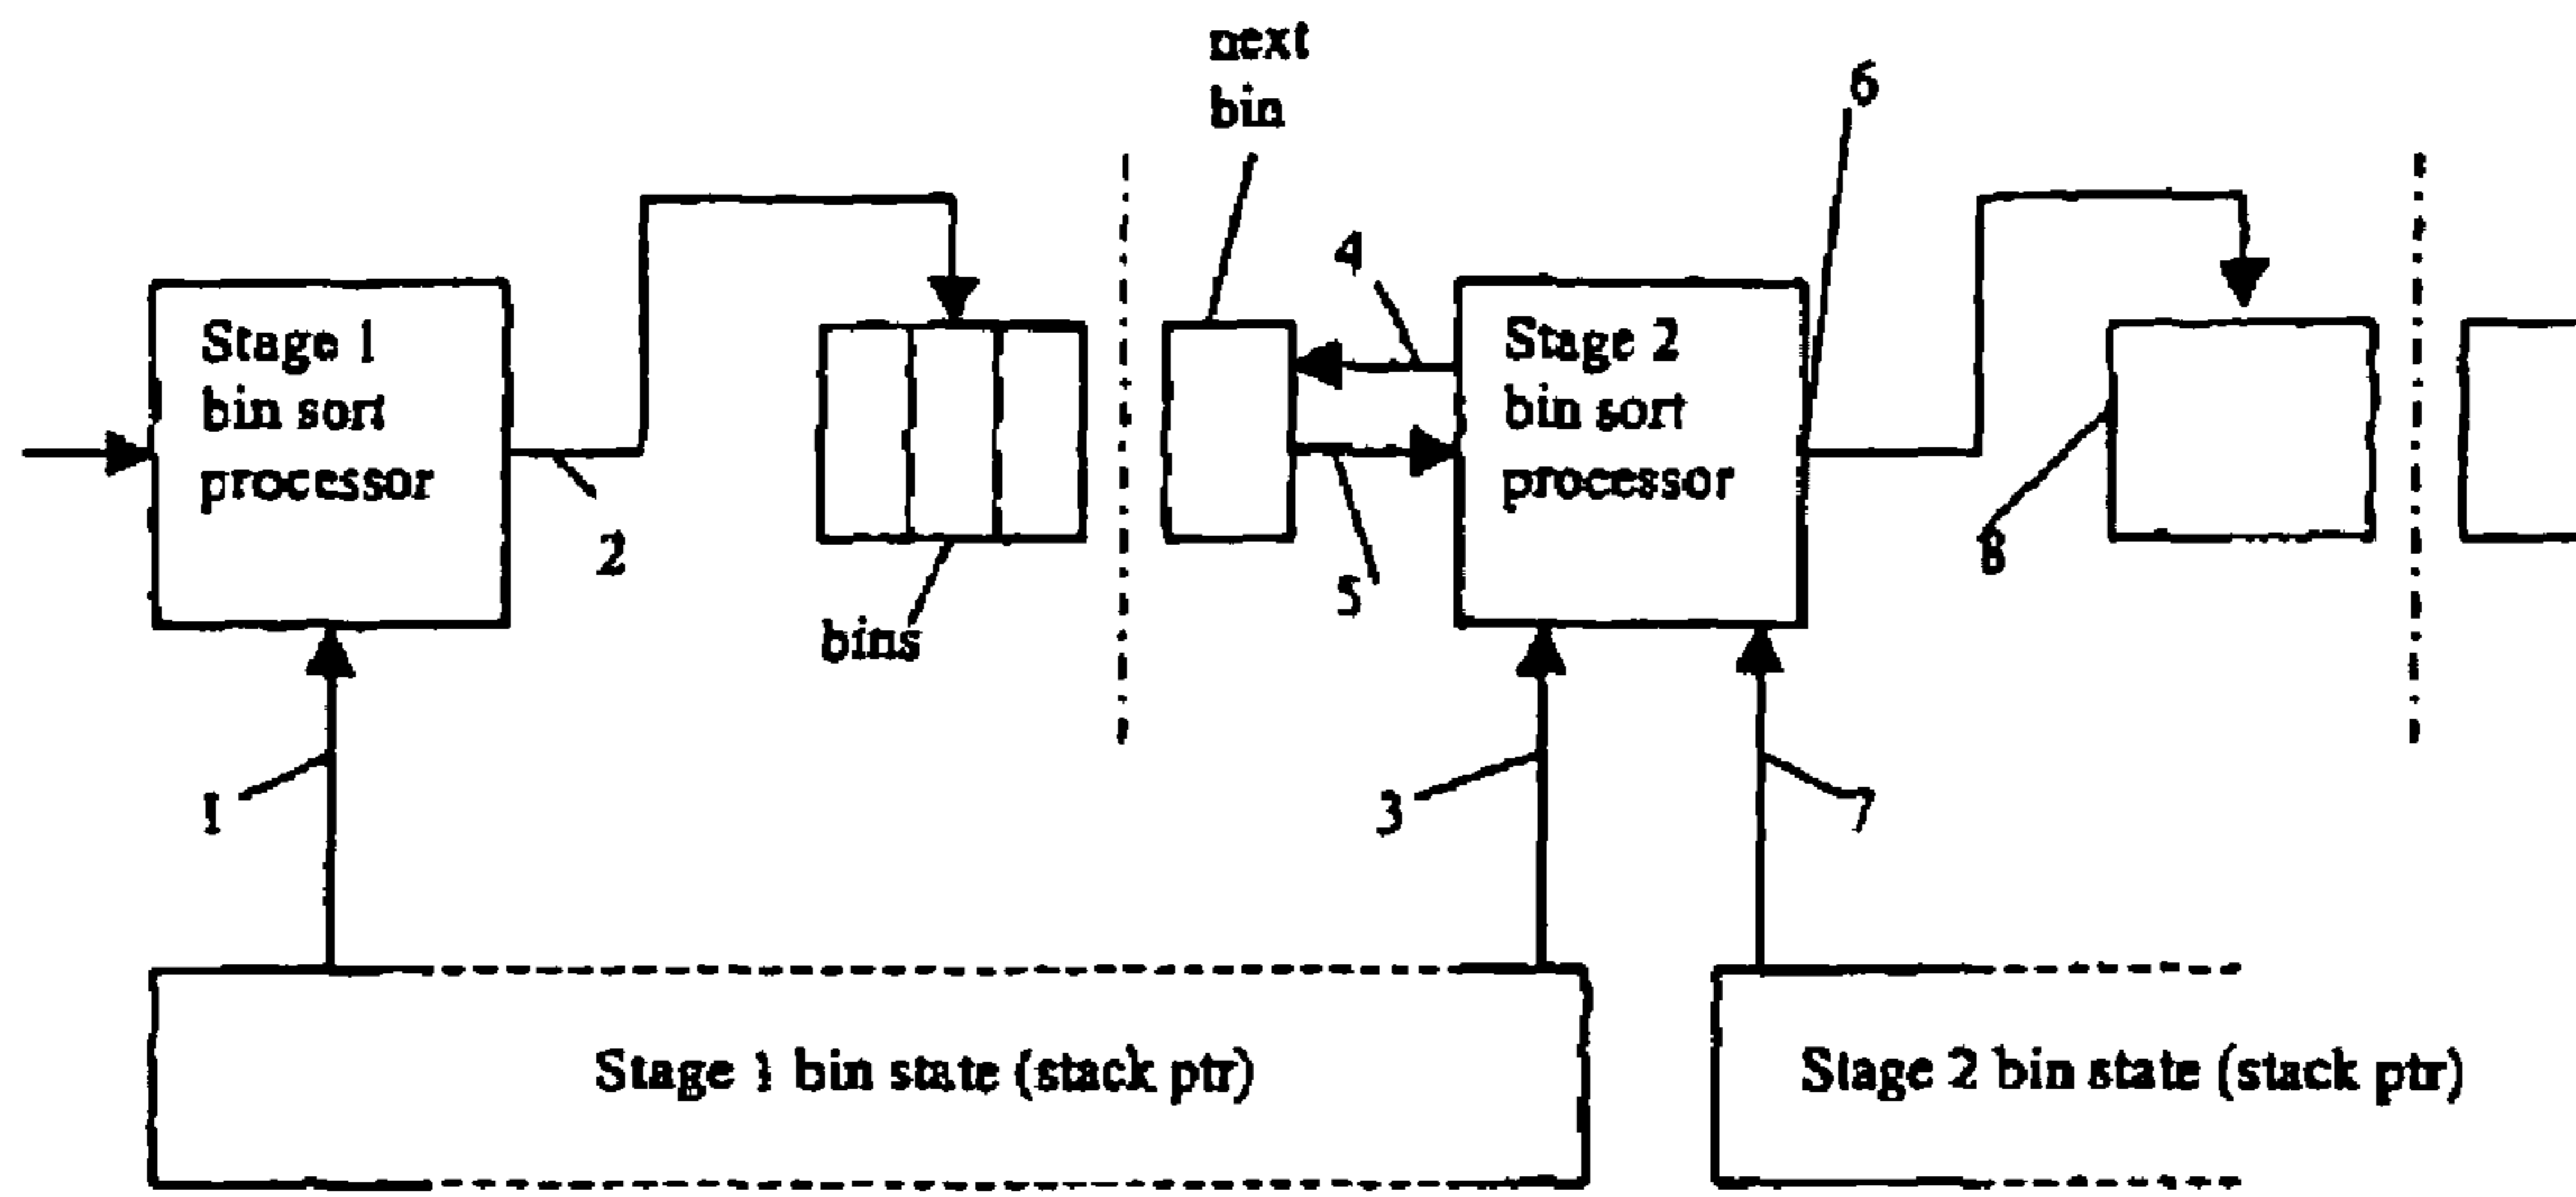 next
bin
6
4
Stage 1
bin sort
processor
Stage 2
bin sort
processor
2
5
8
bins
1
3
7
Stage 1 bin state (stack ptr)
Stage 2 bin state (stack ptr)